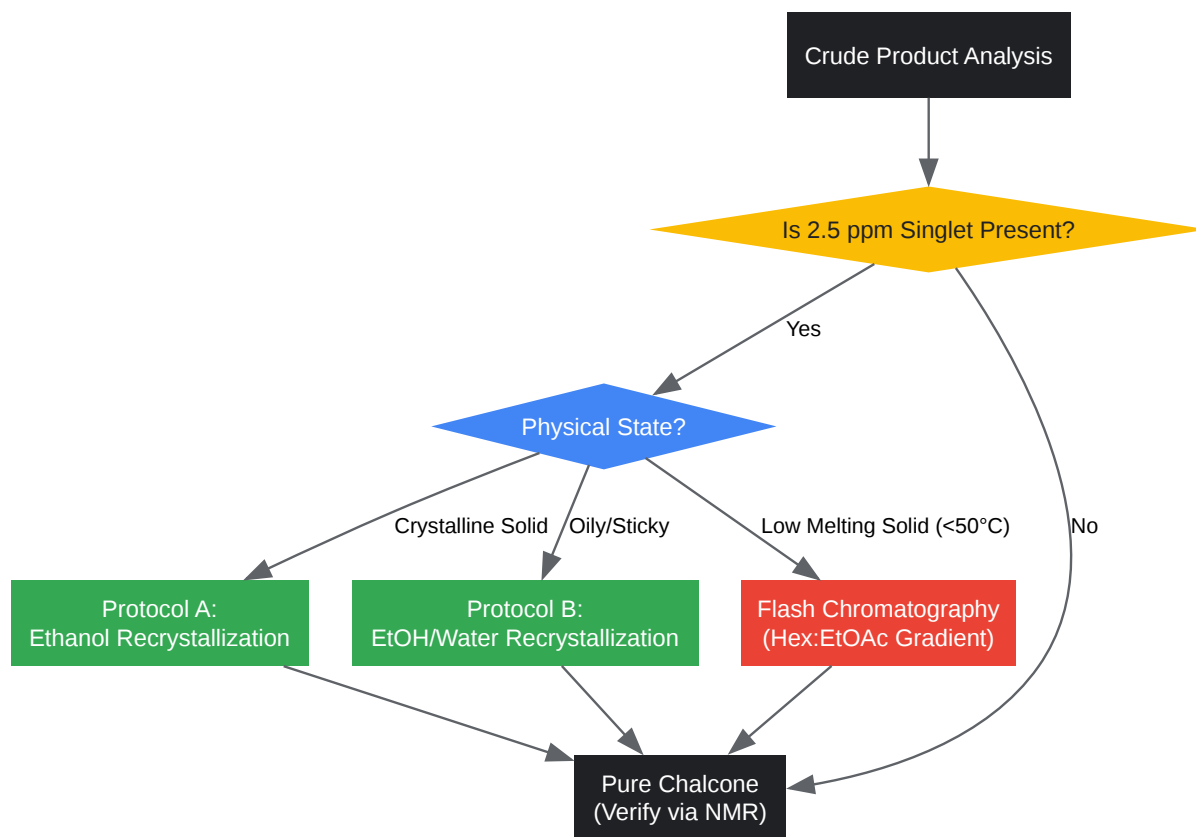 Crude Product Analysis
Is 2.5 ppm Singlet Present?
Yes
Physical State?
Crystalline Solid
Oily/Sticky
Low Melting Solid (<50°C)
No
Protocol A:
Ethanol Recrystallization
Protocol B:
EtOH/Water Recrystallization
Flash Chromatography
(Hex:EtOAc Gradient)
Pure Chalcone
(Verify via NMR)